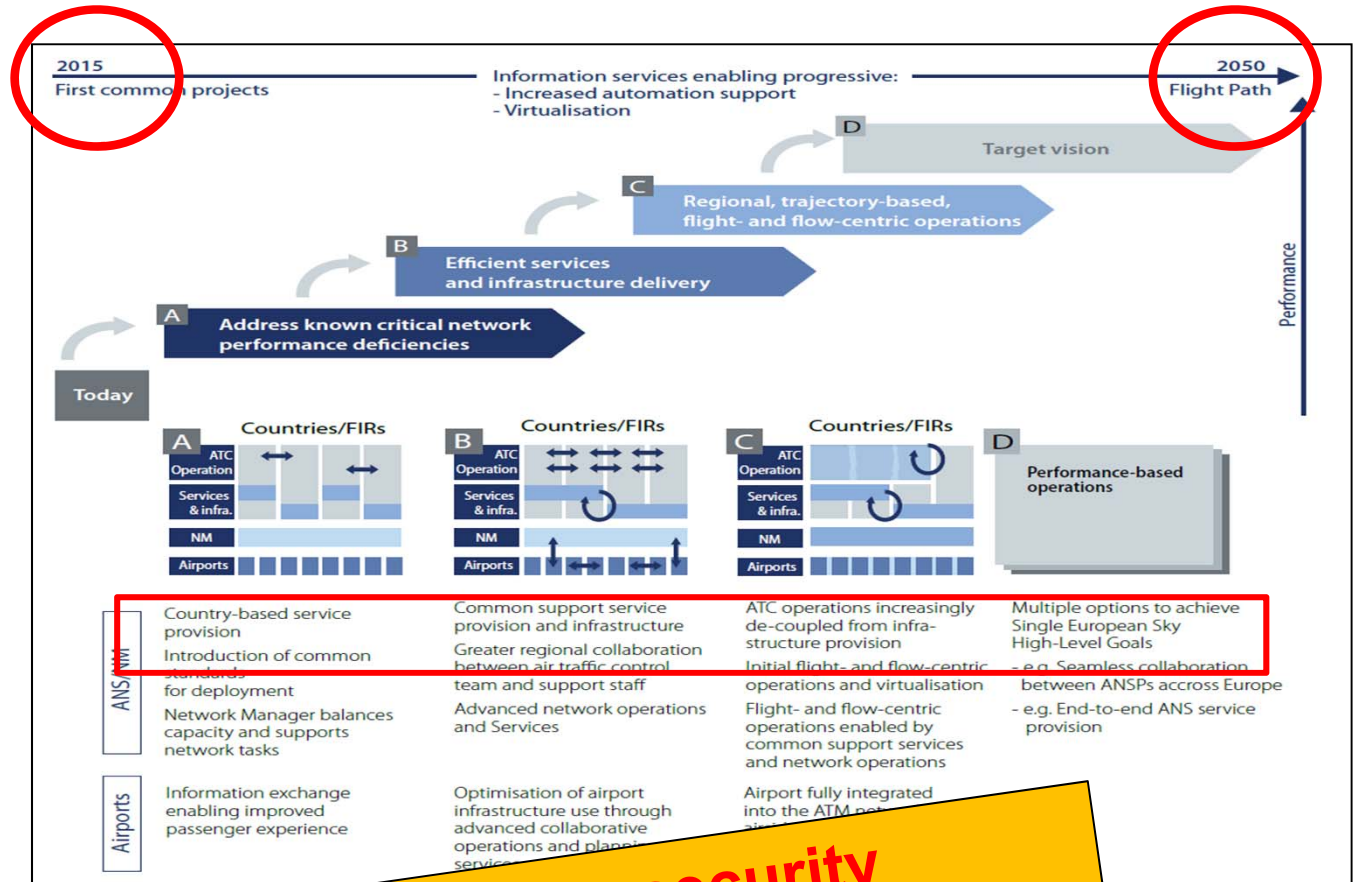 2015
First common projects
Information services enabling progressive:
- Increased automation support
- Virtualisation
2050
Flight Path
D
Target vision
C
Regional, trajectory-based,
flight- and flow-centric operations
B
Efficient services
and infrastructure delivery
A
Address known critical network
performance deficiencies
Performance
Today
A
Countries/FIRs
ATC
Operation
Services
& infra.
NM
Airports
B
Countries/FIRs
ATC
Operation
Services
& infra.
NM
Airports
C
Countries/FIRs
ATC
Operation
Services
& infra.
NM
Airports
D
Performance-based
operations
ANS/NM
Country-based service
provision
Introduction of common
standards
for deployment
Network Manager balances
capacity and supports
network tasks
Common support service
provision and infrastructure
Greater regional collaboration
between air traffic control
team and support staff
Advanced network operations
and Services
ATC operations increasingly
de-coupled from infra-
structure provision
Initial flight- and flow-centric
operations and virtualisation
Flight- and flow-centric
operations enabled by
common support services
and network operations
Multiple options to achieve
Single European Sky
High-Level Goals
- e.g. Seamless collaboration
between ANSPs accross Europe
- e.g. End-to-end ANS service
provision
Airports
Information exchange
enabling improved
passenger experience
Optimisation of airport
infrastructure use through
advanced collaborative
operations and planning
services
Airport fully integrated
into the ATM
security